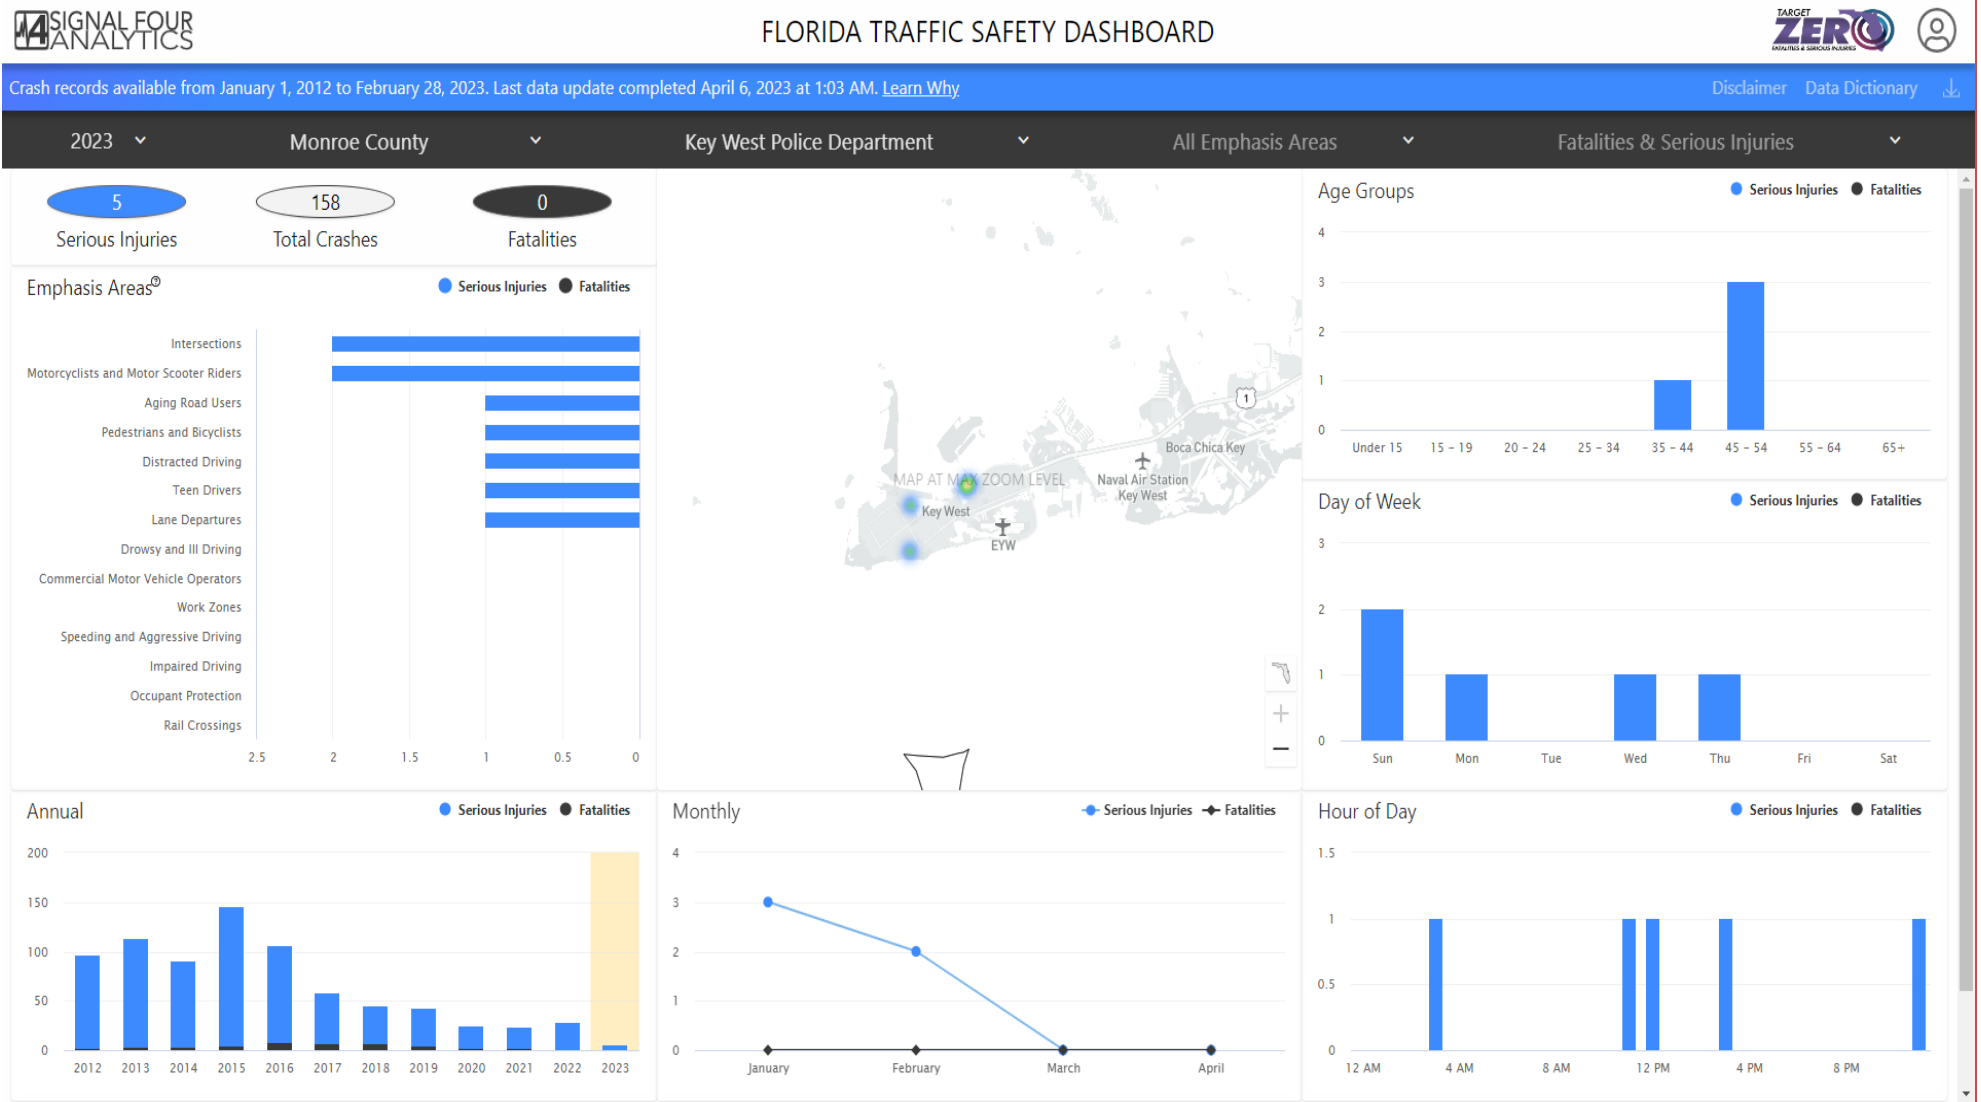 SIGNAL FOUR
ANALYTICS
FLORIDA TRAFFIC SAFETY DASHBOARD
TARGET
ZERO
FATALITIES & SERIOUS INJURIES
Crash records available from January 1, 2012 to February 28, 2023. Last data update completed April 6, 2023 at 1:03 AM. Learn Why
Disclaimer Data Dictionary
2023 Monroe County Key West Police Department All Emphasis Areas Fatalities & Serious Injuries
5 158 0
Serious Injuries Total Crashes Fatalities
Emphasis Areas?
Serious Injuries Fatalities
Intersections
Motorcyclists and Motor Scooter Riders
Aging Road Users
Pedestrians and Bicyclists
Distracted Driving
Teen Drivers
Lane Departures
Drowsy and Ill Driving
Commercial Motor Vehicle Operators
Work Zones
Speeding and Aggressive Driving
Impaired Driving
Occupant Protection
Rail Crossings
2.5 2 1.5 1 0.5 0
1
Boca Chica Key
MAP AT MAX ZOOM LEVEL
Naval Air Station
Key West
Key West
EYW
Age Groups
Serious Injuries Fatalities
4
3
2
1
0
Under 15 15 - 19 20 - 24 25 - 34 35 - 44 45 - 54 55 - 64 65+
Day of Week
Serious Injuries Fatalities
3
2
1
0
Sun Mon Tue Wed Thu Fri Sat
Annual
Serious Injuries Fatalities
200
150
100
50
0
2012 2013 2014 2015 2016 2017 2018 2019 2020 2021 2022 2023
Monthly
Serious Injuries Fatalities
4
3
2
1
0
January February March April
Hour of Day
Serious Injuries Fatalities
1.5
1
0.5
0
12 AM 4 AM 8 AM 12 PM 4 PM 8 PM